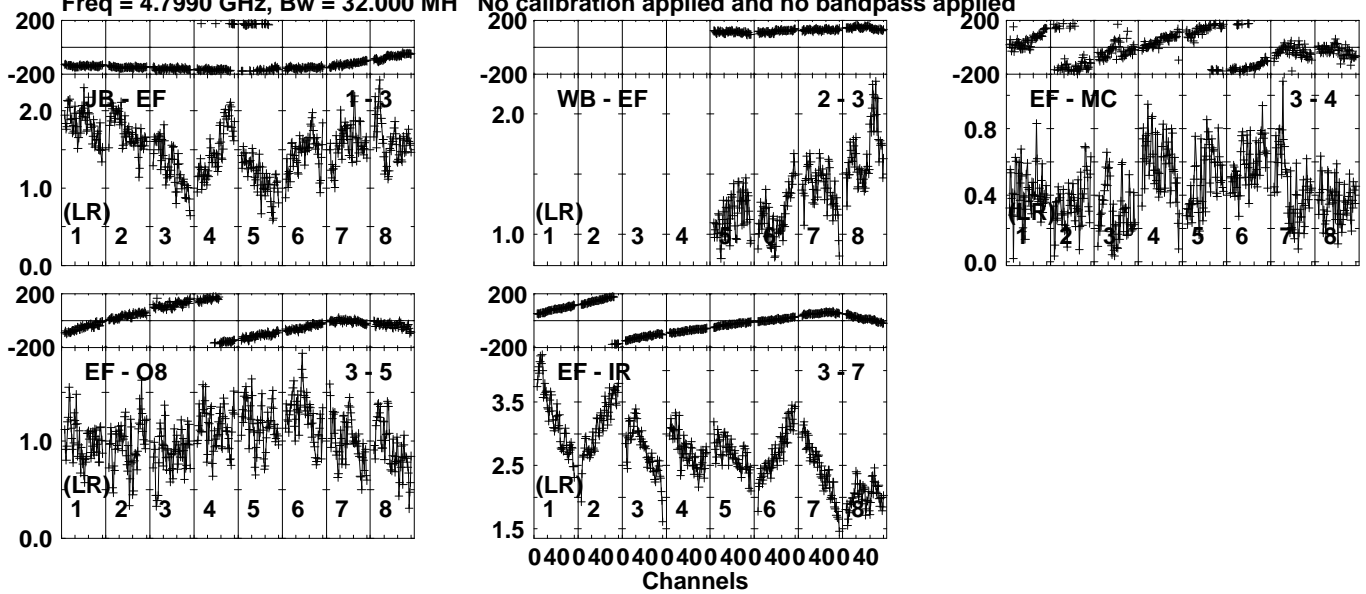 Freq = 4.7990 GHz, Bw = 32.000 MH No calibration applied and no bandpass applied
200
-200
JB - EF 1 - 3
2.0
1.0
0.0
(LR)
1 2 3 4 5 6 7 8
200
-200
WB - EF 2 - 3
2.0
1.0
(LR)
1 2 3 4 5 6 7 8
200
-200
EF - MC 3 - 4
0.8
0.4
0.0
(LR)
1 2 3 4 5 6 7 8
200
-200
EF - O8 3 - 5
1.0
0.0
(LR)
1 2 3 4 5 6 7 8
200
-200
EF - IR 3 - 7
3.5
2.5
1.5
(LR)
1 2 3 4 5 6 7 8
0 40 0 40 0 40 0 40 0 40 0 40 0 40 0 40
Channels